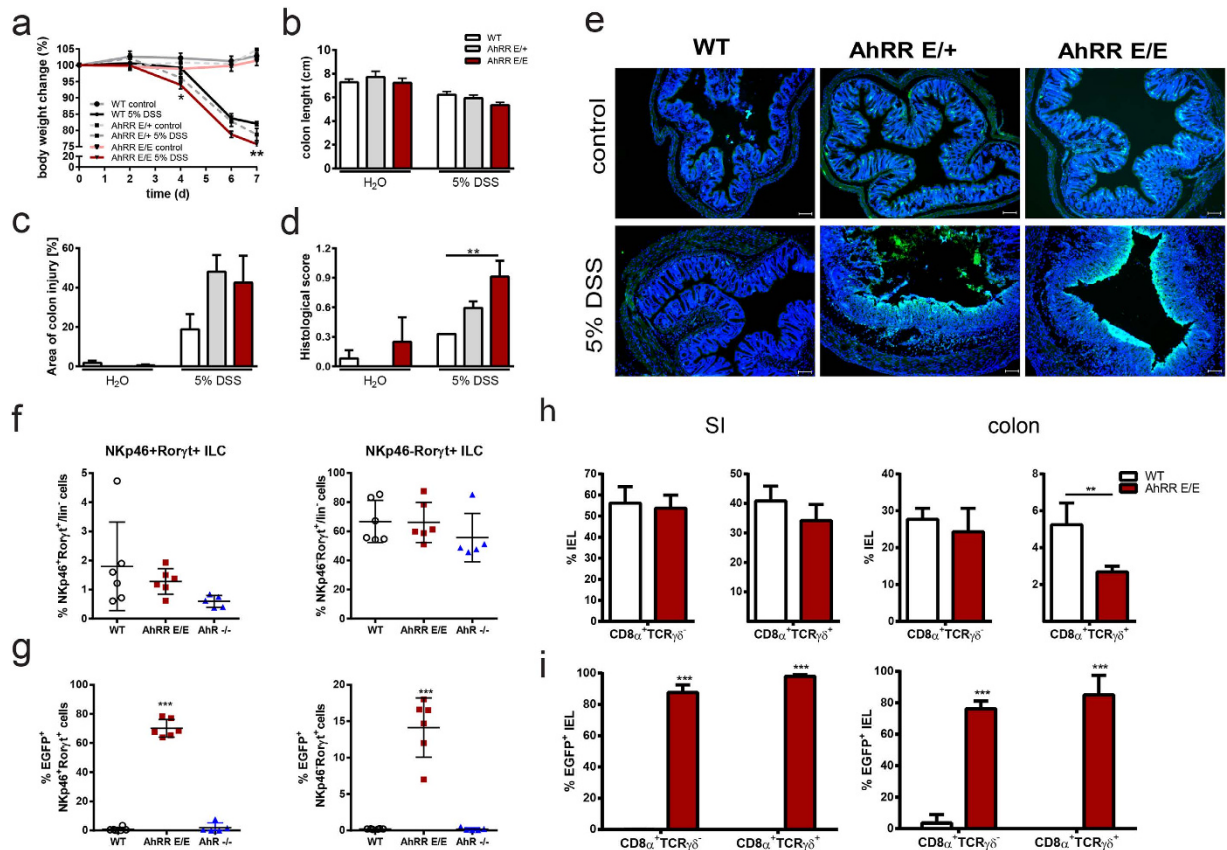 a
body weight change (%)
105
100
95
90
85
80
75
20
0
WT control
WT 5% DSS
AhRR E/+ control
AhRR E/+ 5% DSS
AhRR E/E control
AhRR E/E 5% DSS
*
**
0 2 4 6 7
time (d)
b
colon lenght (cm)
10
8
6
4
2
0
WT
AhRR E/+
AhRR E/E
H2O
5% DSS
c
Area of colon injury [%]
60
40
20
0
H2O
5% DSS
d
Histological score
1.2
0.9
0.6
0.3
0.0
**
H2O
5% DSS
e
WT
AhRR E/+
AhRR E/E
control
5% DSS
f
NKp46+Rorγt+ ILC
% NKp46+Rorγt+/lin- cells
5
4
3
2
1
0
WT
AhRR E/E
AhR -/-
NKp46-Rorγt+ ILC
% NKp46-Rorγt+/lin- cells
100
80
60
40
20
0
WT
AhRR E/E
AhR -/-
g
% EGFP+
NKp46+Rorγt+ cells
100
80
60
40
20
0
***
WT
AhRR E/E
AhR -/-
% EGFP+
NKp46-Rorγt+cells
20
15
10
5
0
***
WT
AhRR E/E
AhR -/-
h
SI
colon
% IEL
70
60
50
40
30
20
10
0
CD8α+TCRγδ-
50
40
30
20
10
0
CD8α+TCRγδ+
% IEL
50
40
30
20
10
0
CD8α+TCRγδ-
8
6
4
2
**
CD8α+TCRγδ+
WT
AhRR E/E
i
% EGFP+ IEL
100
80
60
40
20
0
***
***
CD8α+TCRγδ-
CD8α+TCRγδ+
% EGFP+ IEL
100
80
60
40
20
0
***
***
CD8α+TCRγδ-
CD8α+TCRγδ+